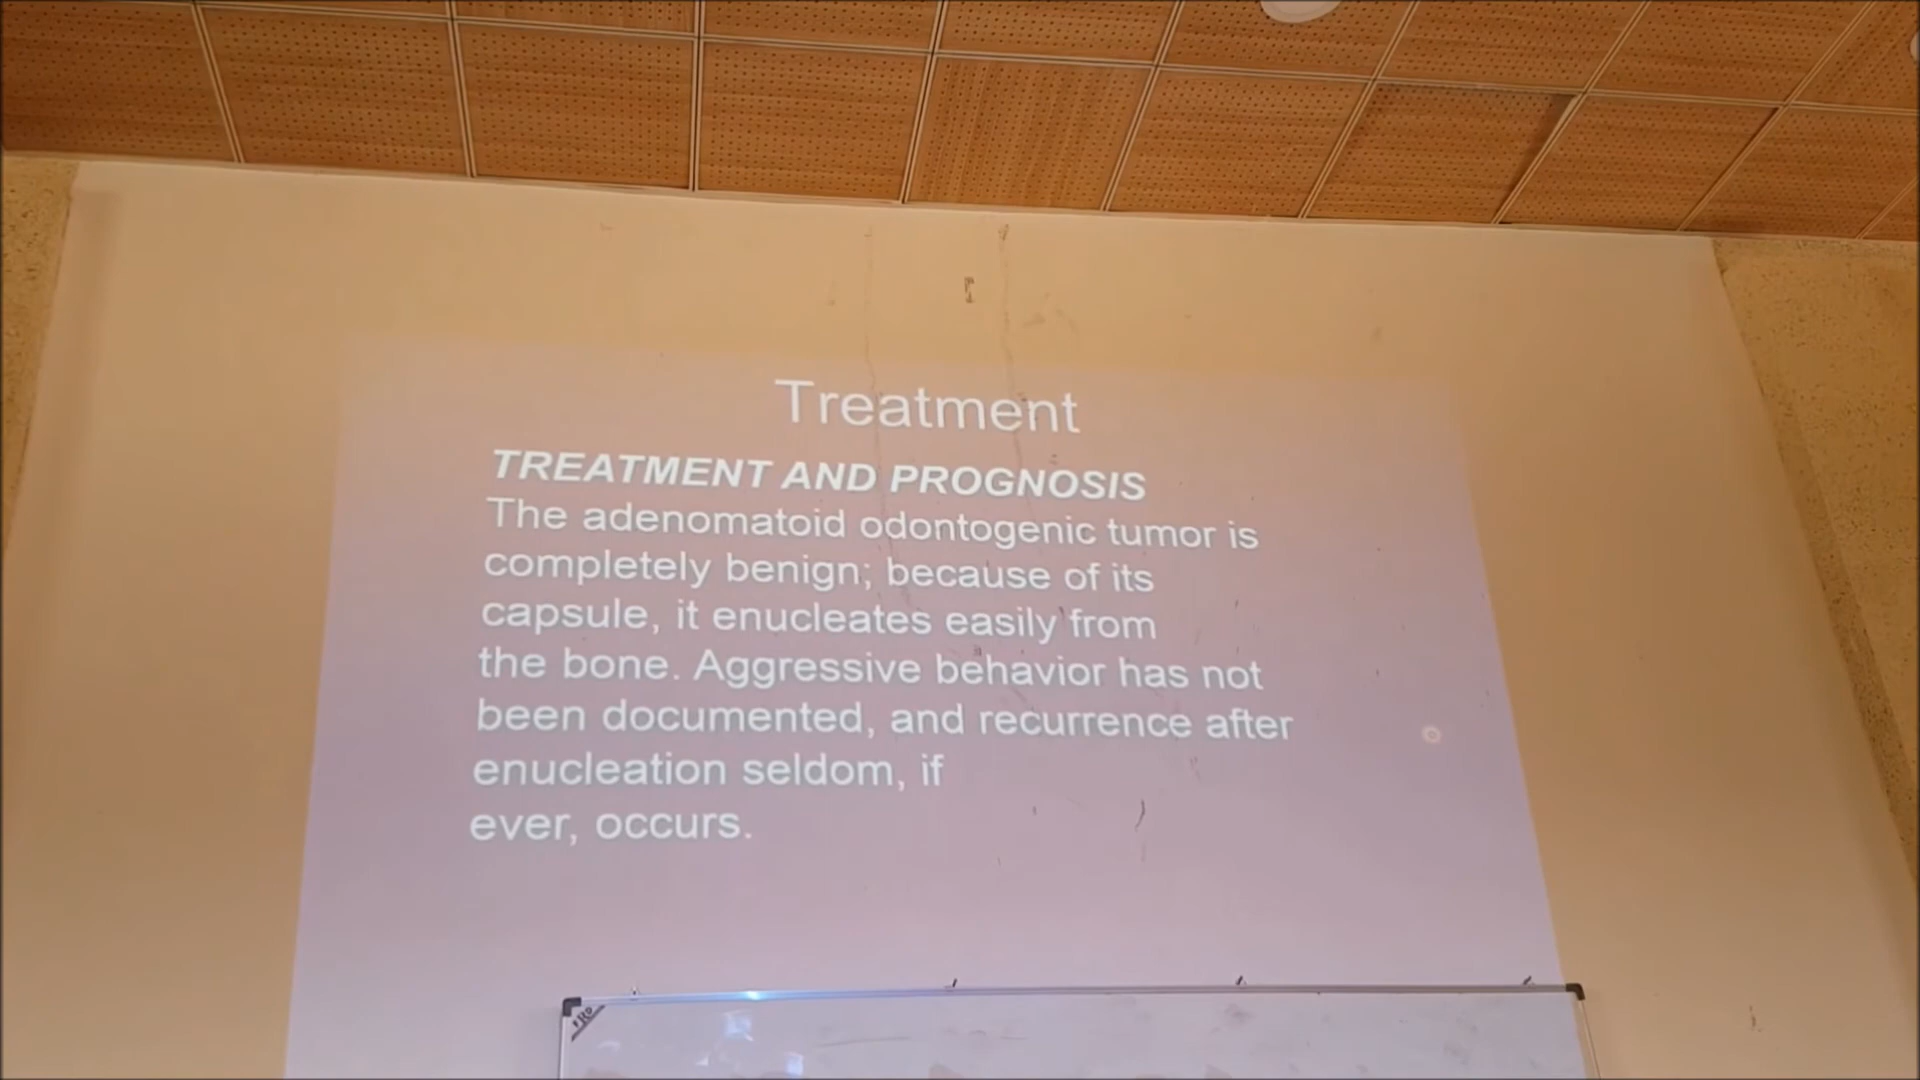 Treatment
TREATMENT AND PROGNOSIS
The adenomatoid odontogenic tumor is
completely benign; because of its
capsule, it enucleates easily from
the bone. Aggressive behavior has not
been documented, and recurrence after
enucleation seldom, if
ever, occurs.